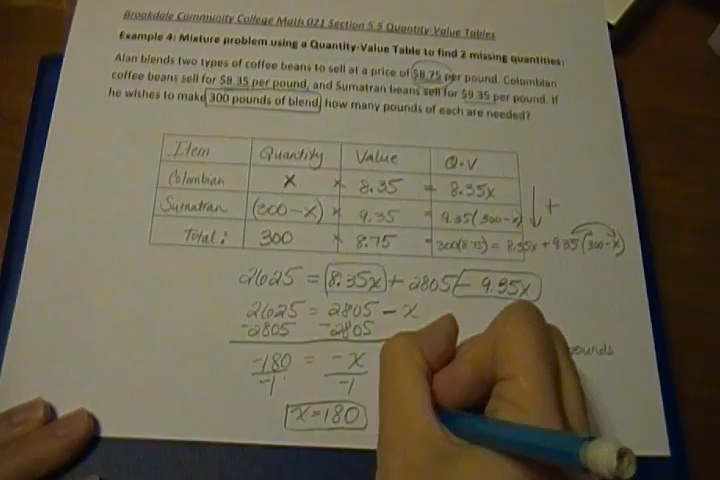 Brookdale Community College Math 021 Section 5.5 Quantity-Value Tables
Example 4: Mixture problem using a Quantity-Value Table to find 2 missing quantities:
Alan blends two types of coffee beans to sell at a price of $8.75 per pound. Colombian
coffee beans sell for $8.35 per pound, and Sumatran beans sell for $9.35 per pound. If
he wishes to make 300 pounds of blend, how many pounds of each are needed?
Item Quantity Value Q·V
Colombian x × 8.35 = 8.35x
Sumatran (300-x) × 9.35 = 9.35(300-x) +
Total: 300 × 8.75 = 300(8.75) = 8.35x + 9.35(300-x)
2625 = 8.35x + 2805 - 9.35x
2625 = 2805 - x
-2805 -2805
-180 = -x pounds
-1 -1
x = 180